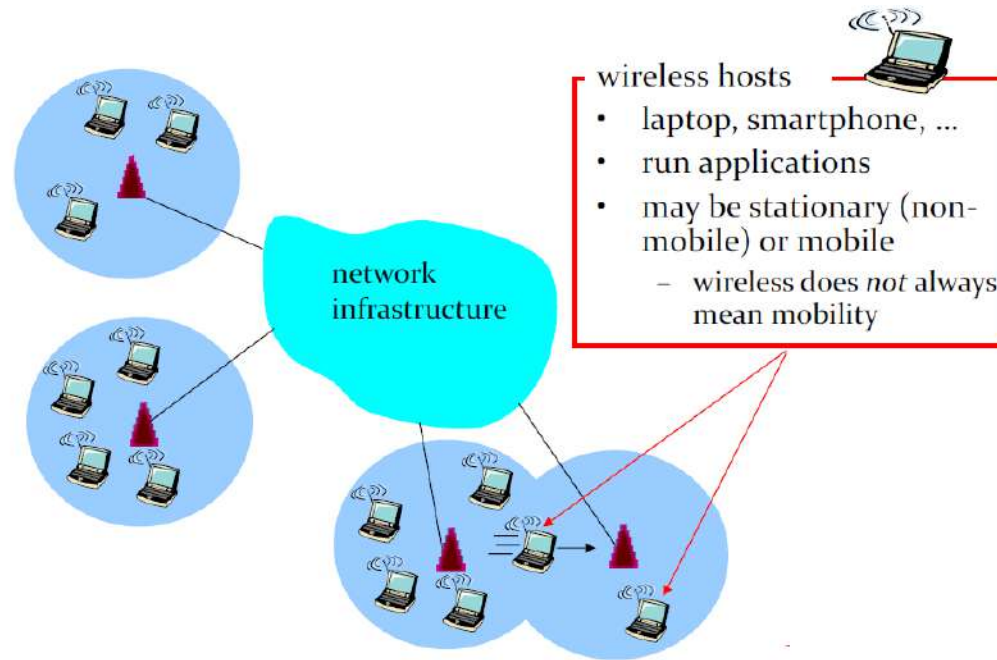 wireless hosts
• laptop, smartphone, ...
• run applications
• may be stationary (non-
mobile) or mobile
– wireless does not always
mean mobility
network
infrastructure